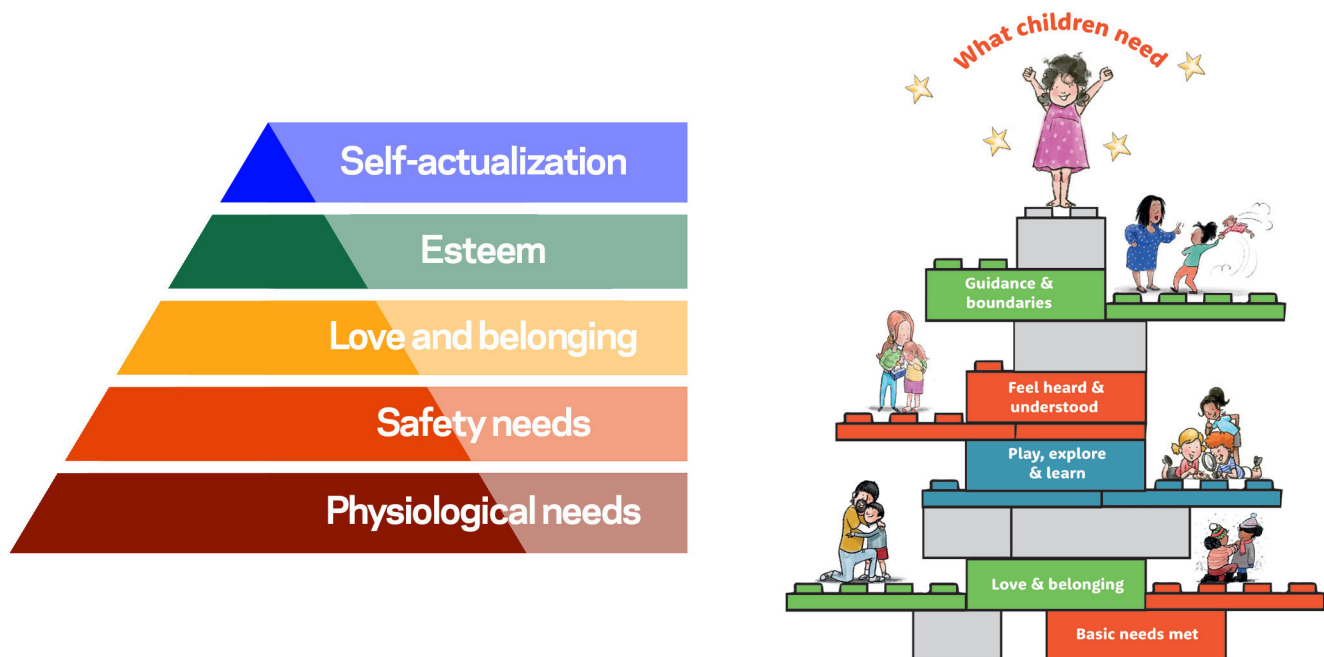 Self-actualization
Esteem
Love and belonging
Safety needs
Physiological needs
What children need
Guidance &
boundaries
Feel heard &
understood
Play, explore
& learn
Love & belonging
Basic needs met